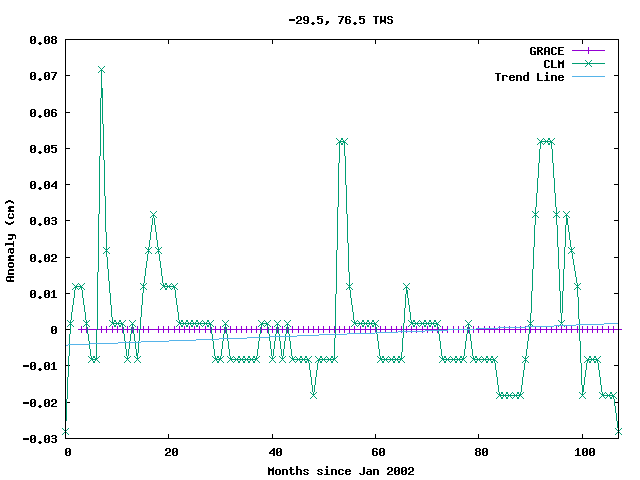 -29.5, 76.5 TWS
0.08
0.07
0.06
0.05
0.04
0.03
0.02
0.01
0
-0.01
-0.02
-0.03
Anomaly (cm)
GRACE
CLM
Trend Line
0 20 40 60 80 100
Months since Jan 2002